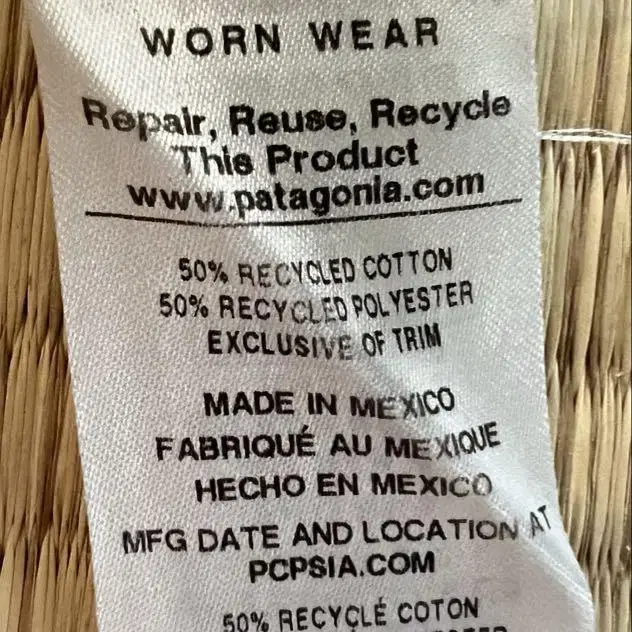 WORN WEAR
Repair, Reuse, Recycle
This Product
www.patagonia.com
50% RECYCLED COTTON
50% RECYCLED POLYESTER
EXCLUSIVE OF TRIM
MADE IN MEXICO
FABRIQUÉ AU MEXIQUE
HECHO EN MEXICO
MFG DATE AND LOCATION AT
PCPSIA.COM
50% RECYCLÉ COTON